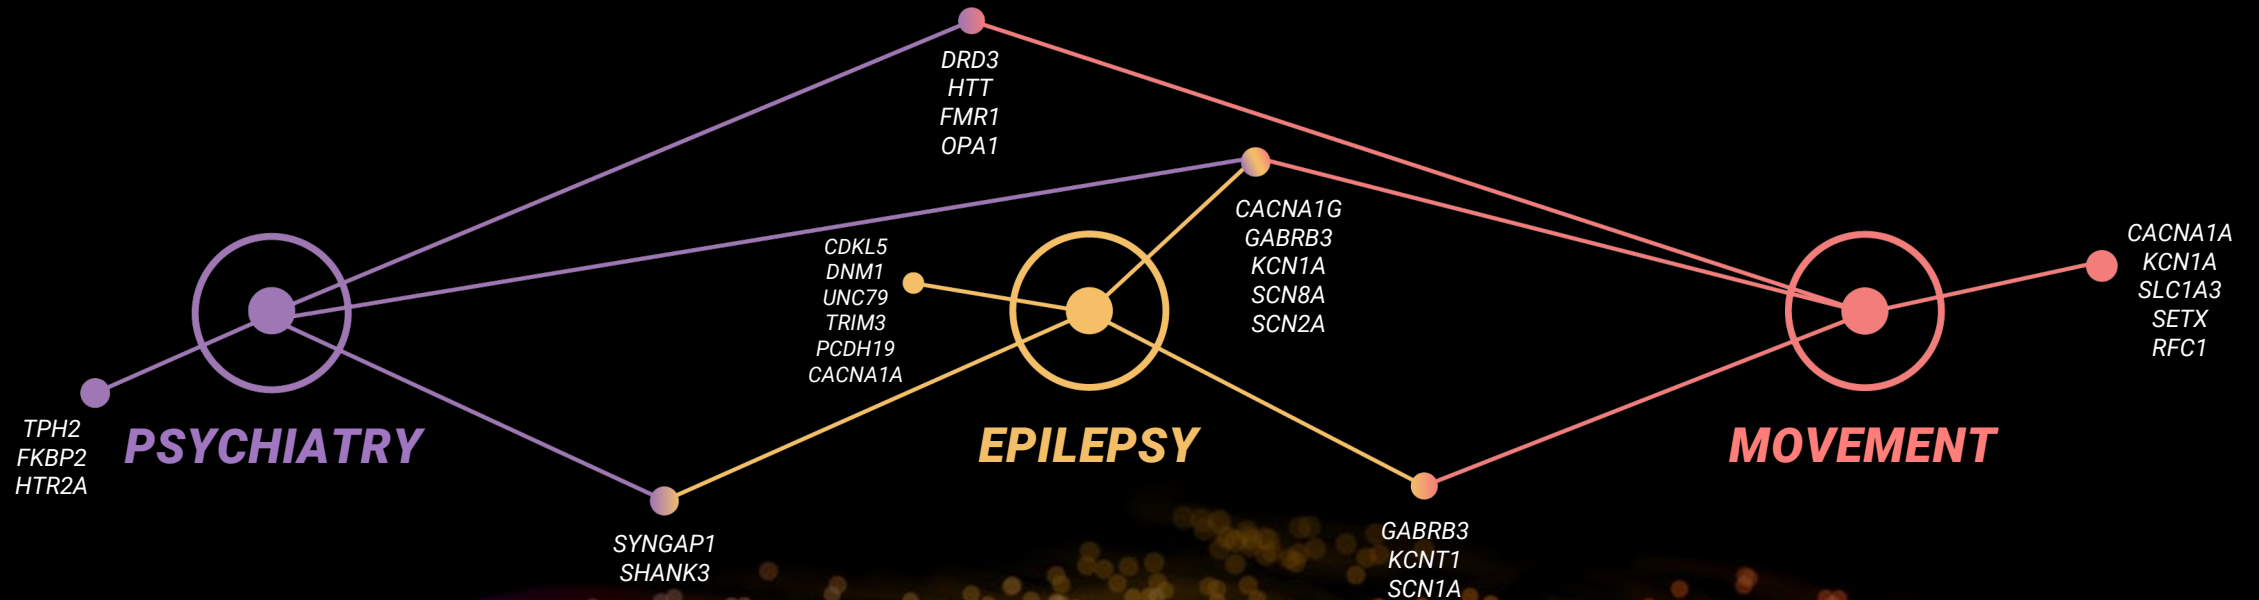 DRD3
HTT
FMR1
OPA1
CACNA1G
GABRB3
KCN1A
SCN8A
SCN2A
CDKL5
DNM1
UNC79
TRIM3
PCDH19
CACNA1A
CACNA1A
KCN1A
SLC1A3
SETX
RFC1
TPH2
FKBP2
HTR2A
PSYCHIATRY
EPILEPSY
MOVEMENT
SYNGAP1
SHANK3
GABRB3
KCNT1
SCN1A